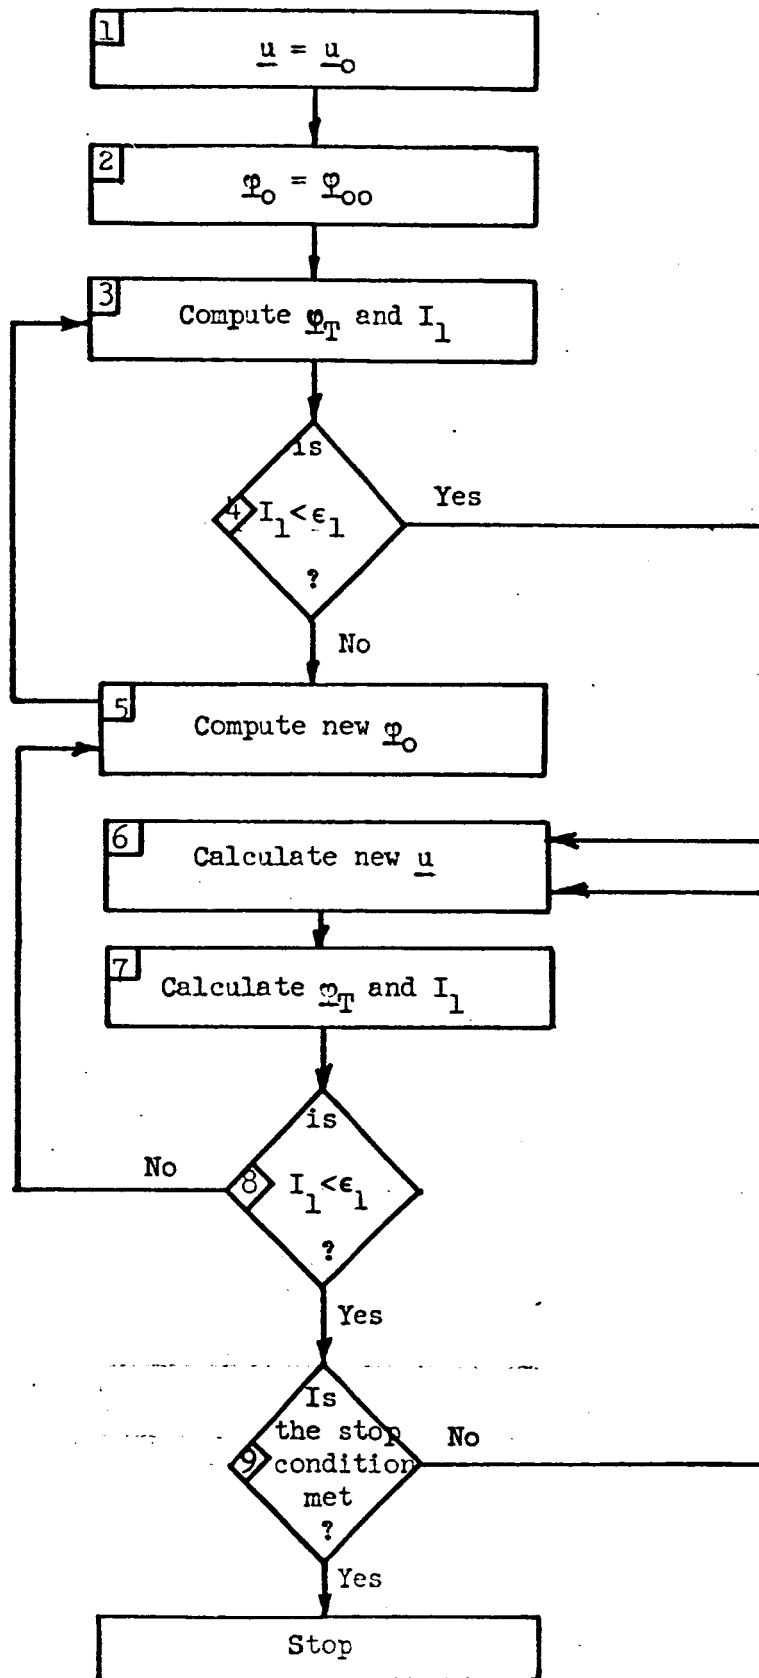 1
u = u_o
2
φ_o = φ_oo
3
Compute φ_T and I_1
is
4 I_1<ϵ_1
?
Yes
No
5
Compute new φ_o
6
Calculate new u
7
Calculate φ_T and I_1
is
No
8 I_1<ϵ_1
?
Yes
Is
the stop
No
9 condition
met
?
Yes
Stop